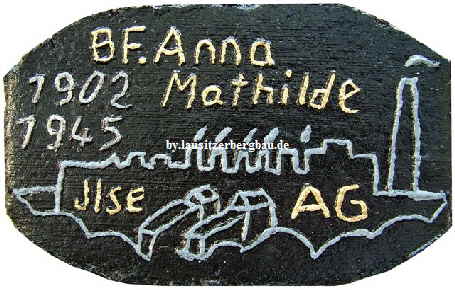 BF. Anna
1902 Mathilde
1945
by.lausitzerbergbau.de
Jlse AG